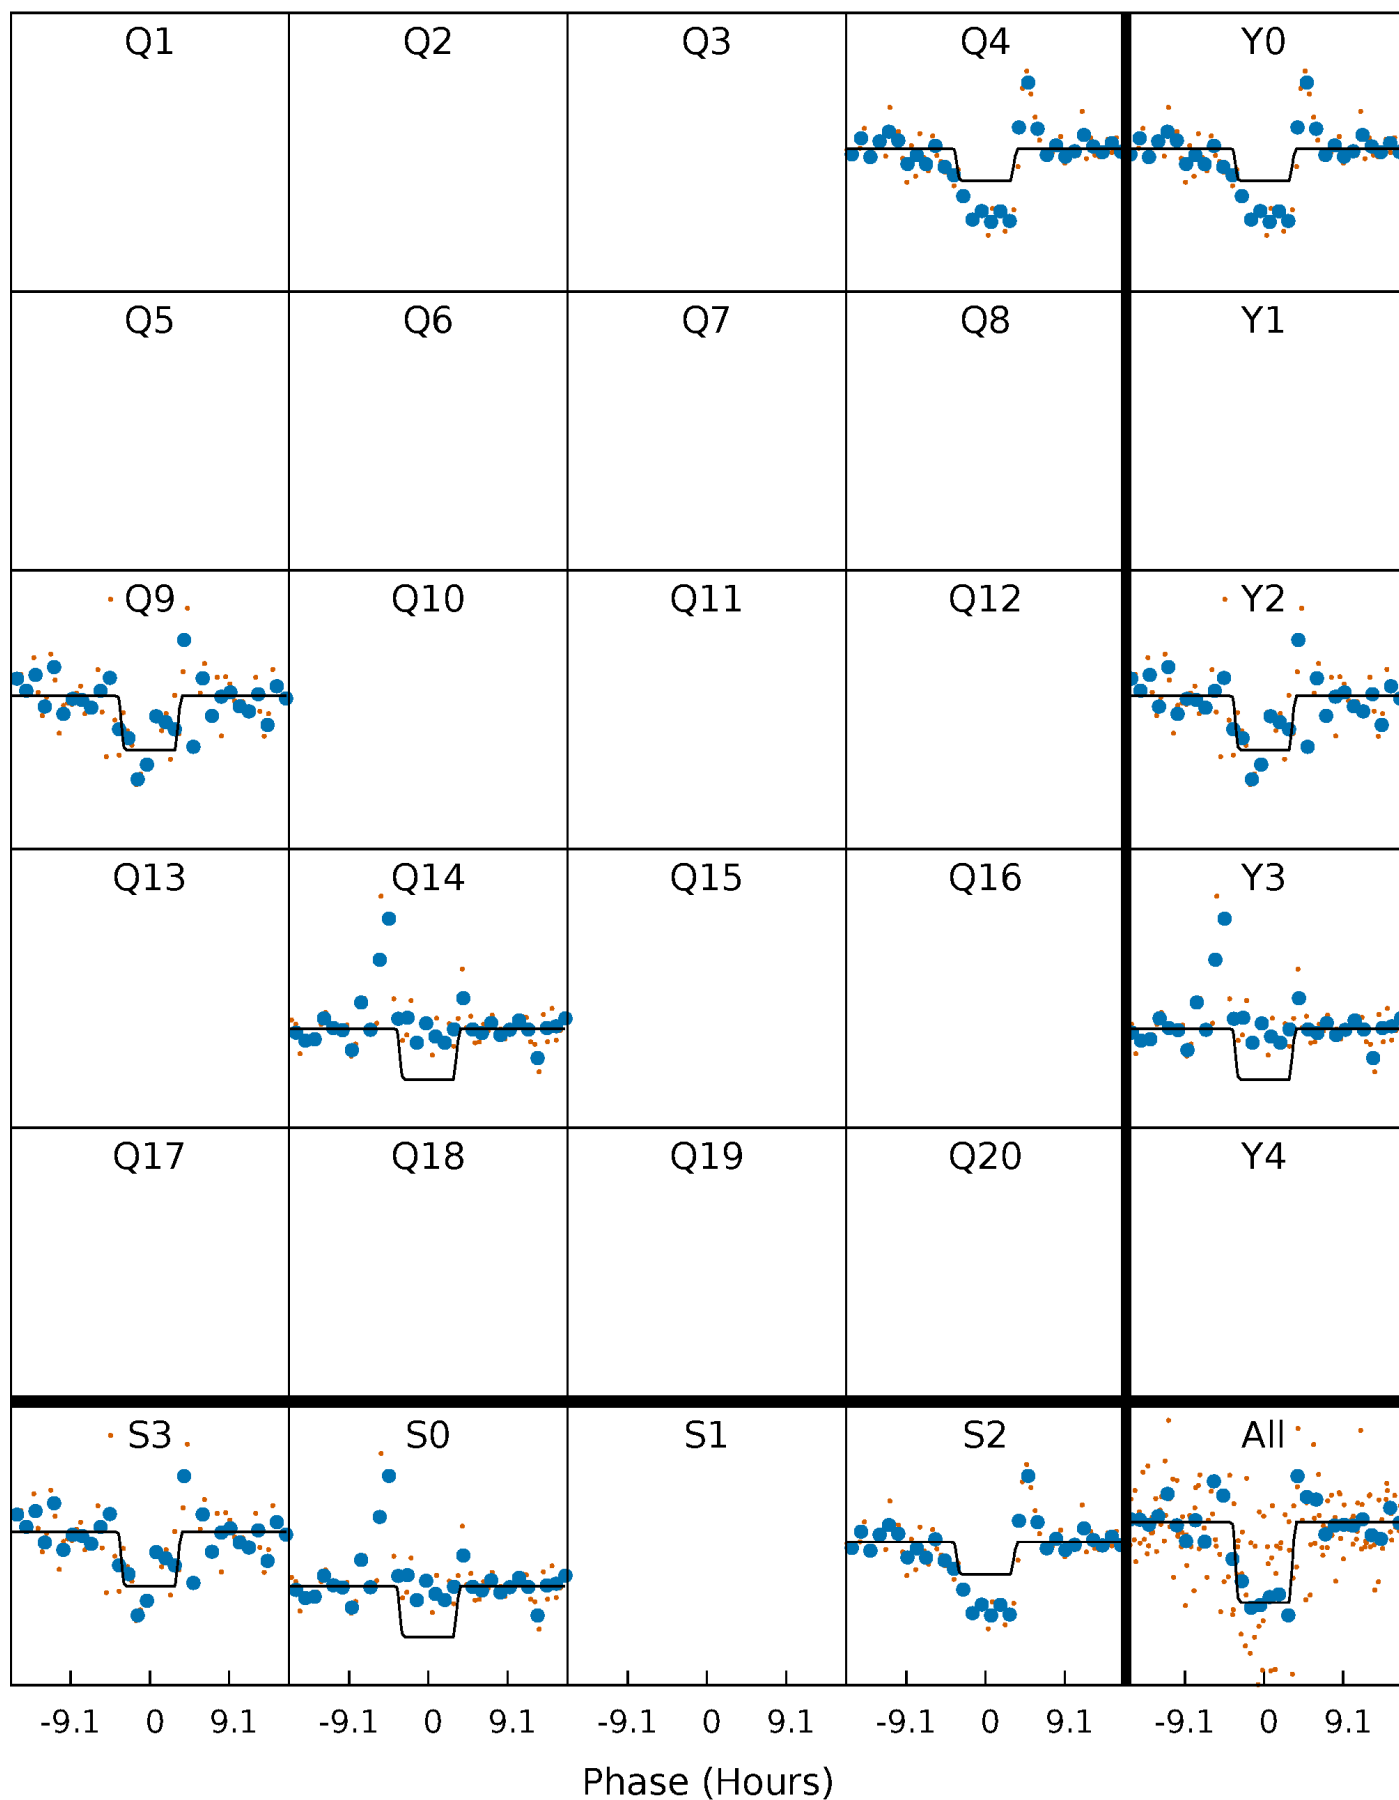 Q1 Q2 Q3 Q4 Y0
Q5 Q6 Q7 Q8 Y1
Q9 Q10 Q11 Q12 Y2
Q13 Q14 Q15 Q16 Y3
Q17 Q18 Q19 Q20 Y4
S3 S0 S1 S2 All
-9.1 0 9.1 -9.1 0 9.1 -9.1 0 9.1 -9.1 0 9.1 -9.1 0 9.1
Phase (Hours)